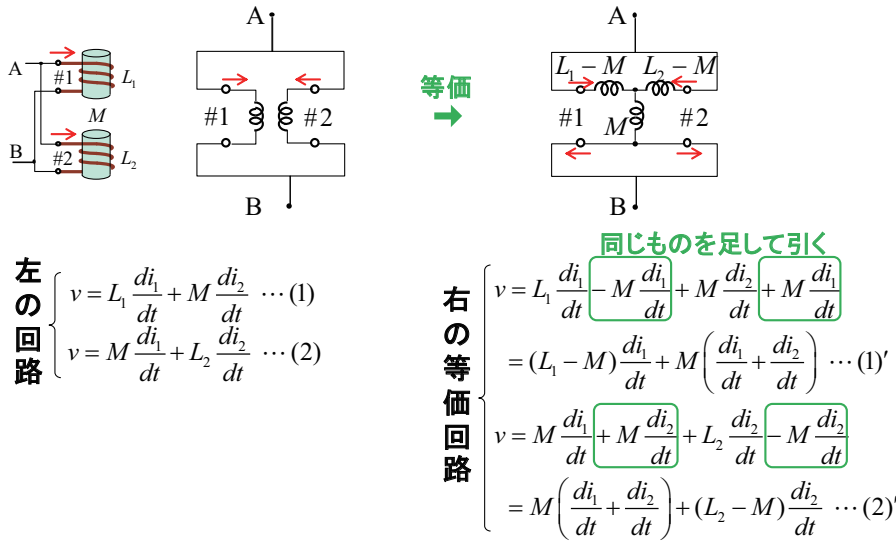 A
#1
L₁
M
B
#2
L₂
A
#1
#2
B
等価
➡
A
L₁ − M
L₂ − M
#1
M
#2
B
左の回路
v = L₁ di₁/dt + M di₂/dt ⋯(1)
v = M di₁/dt + L₂ di₂/dt ⋯(2)
同じものを足して引く
右の等価回路
v = L₁ di₁/dt − M di₁/dt + M di₂/dt + M di₁/dt
= (L₁ − M) di₁/dt + M (di₁/dt + di₂/dt) ⋯(1)′
v = M di₁/dt + M di₂/dt + L₂ di₂/dt − M di₂/dt
= M (di₁/dt + di₂/dt) + (L₂ − M) di₂/dt ⋯(2)′